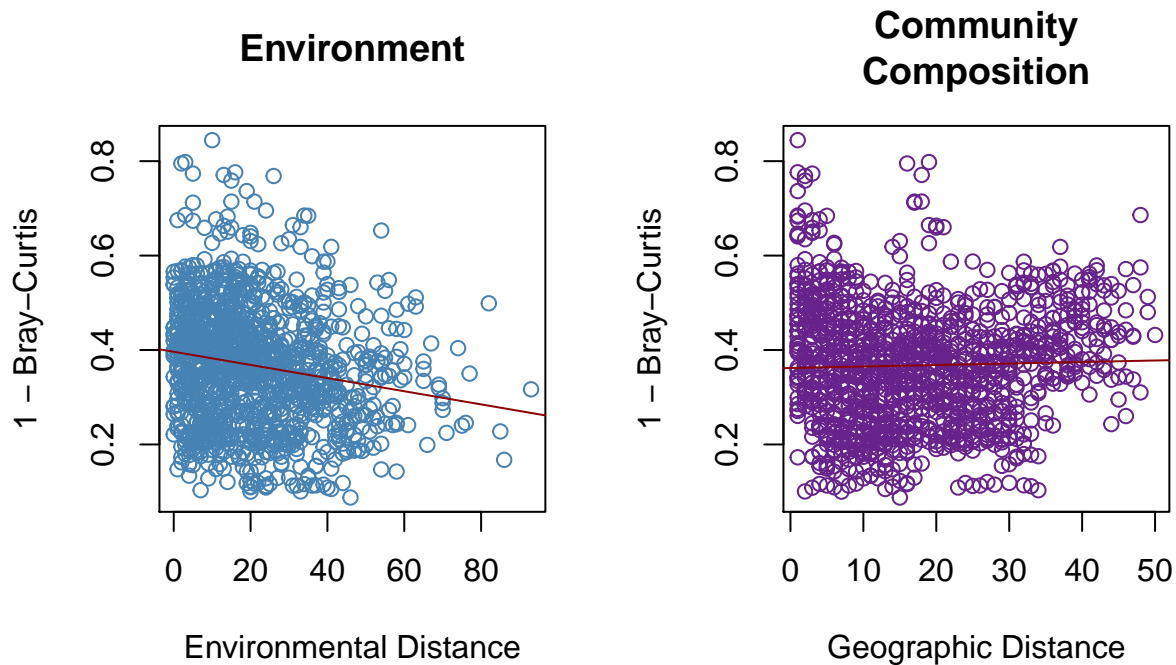 Environment
1 − Bray−Curtis
0.2 0.4 0.6 0.8
0 20 40 60 80
Environmental Distance
Community
Composition
1 − Bray−Curtis
0.2 0.4 0.6 0.8
0 10 20 30 40 50
Geographic Distance